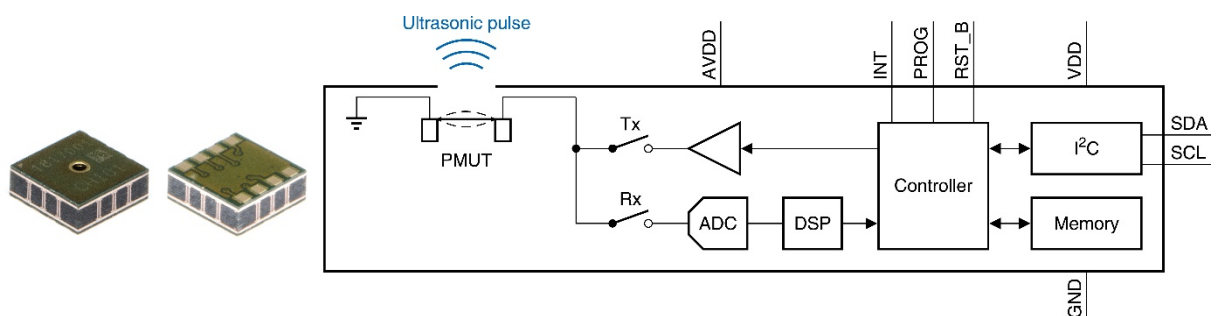 Ultrasonic pulse
AVDD
INT
PROG
RST_B
VDD
Tx
PMUT
Rx
ADC
DSP
Controller
I²C
SDA
SCL
Memory
GND